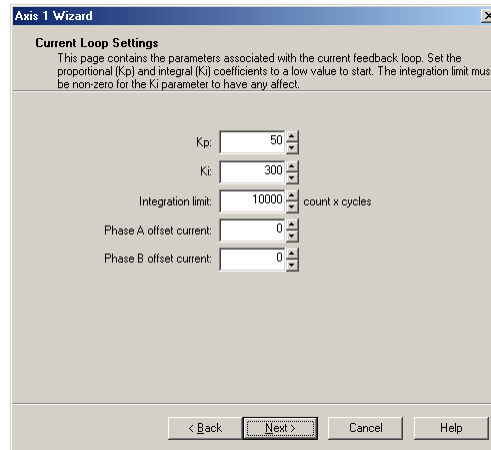 Axis 1 Wizard
Current Loop Settings
This page contains the parameters associated with the current feedback loop. Set the
proportional (Kp) and integral (Ki) coefficients to a low value to start. The integration limit mus
be non-zero for the Ki parameter to have any affect.
Kp: 50
Ki: 300
Integration limit: 10000 count x cycles
Phase A offset current: 0
Phase B offset current: 0
< Back Next > Cancel Help